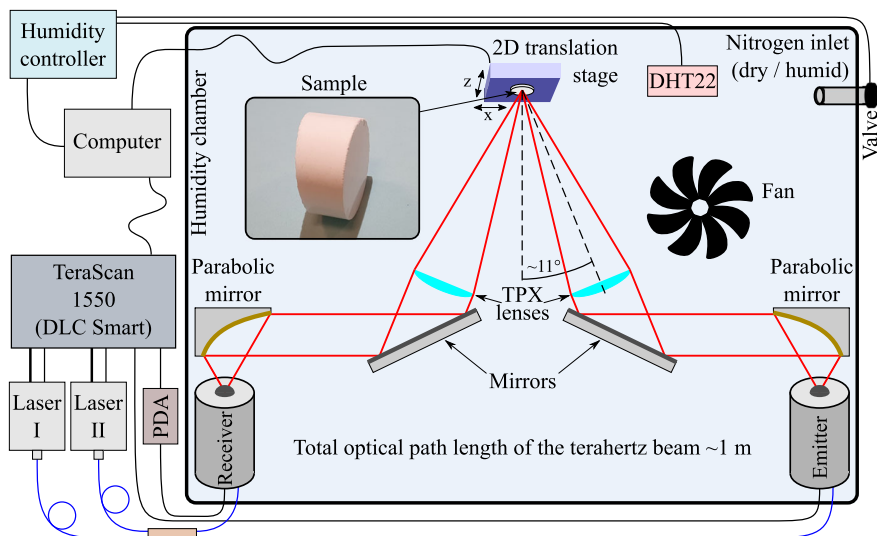 Humidity
controller
Computer
TeraScan
1550
(DLC Smart)
Laser
I
Laser
II
PDA
Humidity chamber
Sample
2D translation
stage
z
x
DHT22
Nitrogen inlet
(dry / humid)
Valve
Fan
Parabolic
mirror
~11°
TPX
lenses
Parabolic
mirror
Mirrors
Receiver
Total optical path length of the terahertz beam ~1 m
Emitter